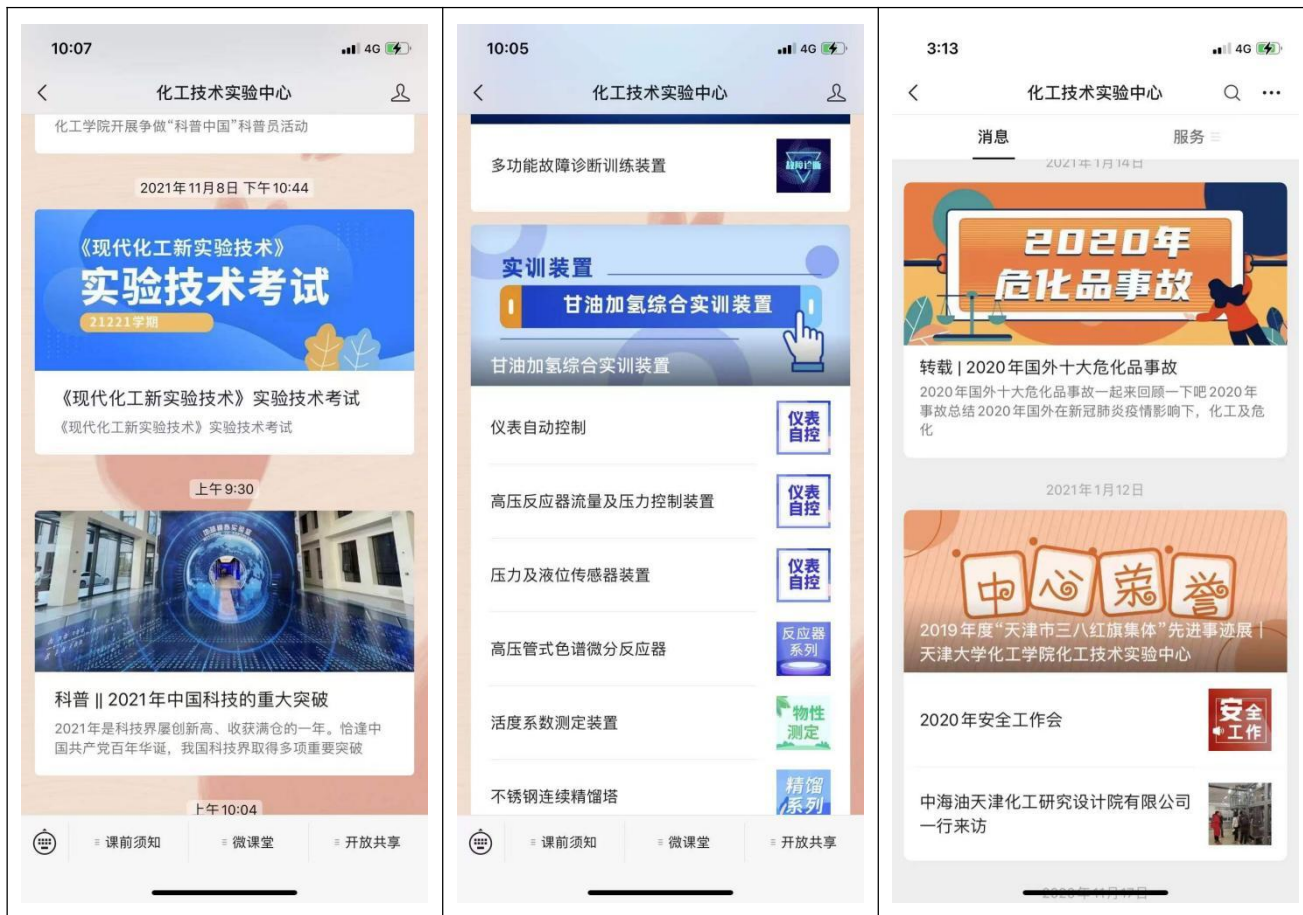 10:07
4G
化工技术实验中心
化工学院开展争做“科普中国”科普员活动
2021年11月8日 下午10:44
《现代化工新实验技术》
实验技术考试
21221学期
《现代化工新实验技术》实验技术考试
《现代化工新实验技术》实验技术考试
上午9:30
科普 || 2021年中国科技的重大突破
2021年是科技界屡创新高、收获满仓的一年。恰逢中
国共产党百年华诞，我国科技界取得多项重要突破
上午10:04
课前须知
微课堂
开放共享
10:05
4G
化工技术实验中心
多功能故障诊断训练装置
故障诊断
实训装置
甘油加氢综合实训装置
甘油加氢综合实训装置
仪表自动控制
仪表
自控
高压反应器流量及压力控制装置
仪表
自控
压力及液位传感器装置
仪表
自控
高压管式色谱微分反应器
反应器
系列
活度系数测定装置
物性
测定
不锈钢连续精馏塔
精馏
系列
课前须知
微课堂
开放共享
3:13
4G
化工技术实验中心
消息
服务
2021年1月14日
2020年
危化品事故
转载 | 2020年国外十大危化品事故
2020年国外十大危化品事故一起来回顾一下吧2020年
事故总结2020年国外在新冠肺炎疫情影响下，化工及危
化
2021年1月12日
中心荣誉
2019年度“天津市三八红旗集体”先进事迹展 |
天津大学化工学院化工技术实验中心
2020年安全工作会
安全
工作
中海油天津化工研究设计院有限公司
一行来访
2020年11月17日